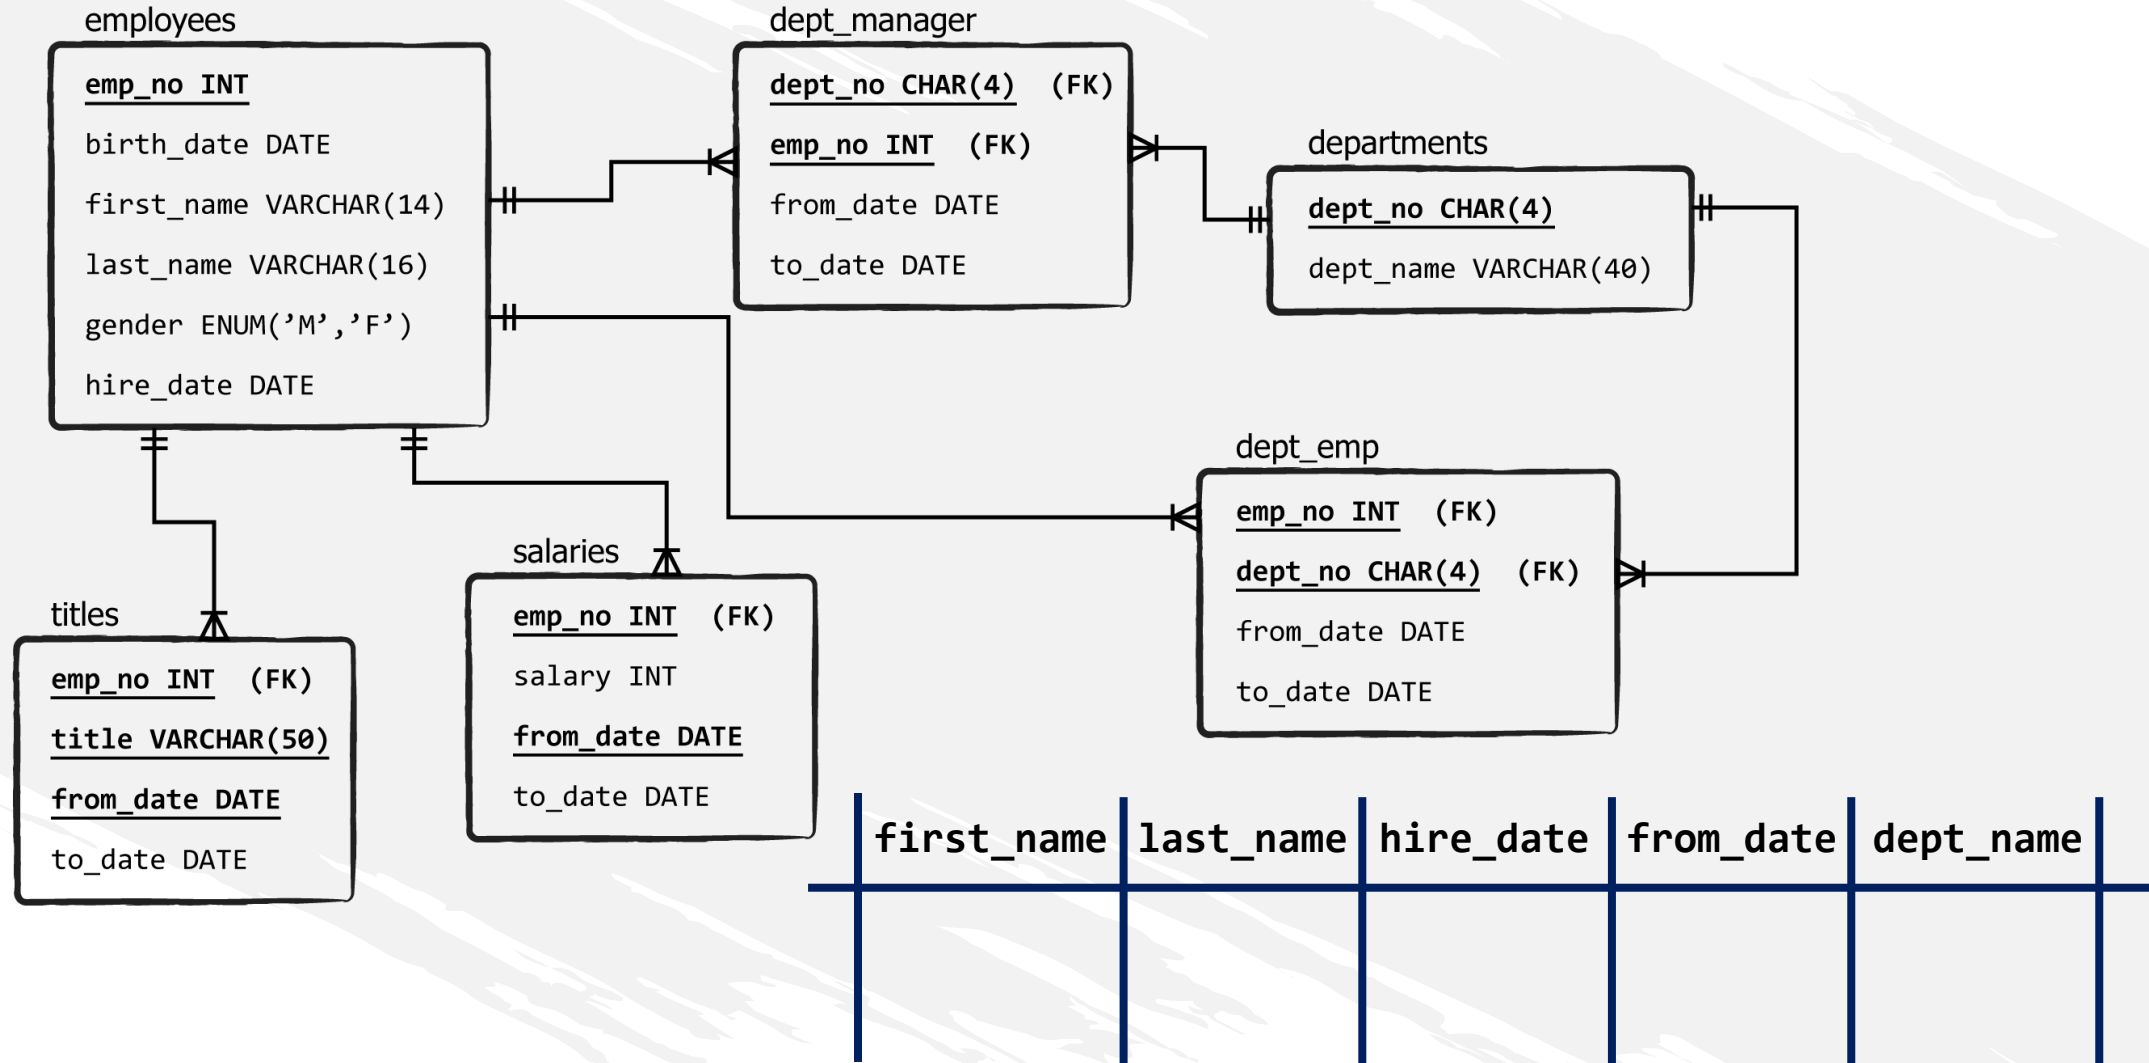 employees
emp_no INT
birth_date DATE
first_name VARCHAR(14)
last_name VARCHAR(16)
gender ENUM(’M’,’F’)
hire_date DATE
dept_manager
dept_no CHAR(4) (FK)
emp_no INT (FK)
from_date DATE
to_date DATE
departments
dept_no CHAR(4)
dept_name VARCHAR(40)
dept_emp
emp_no INT (FK)
dept_no CHAR(4) (FK)
from_date DATE
to_date DATE
salaries
emp_no INT (FK)
salary INT
from_date DATE
to_date DATE
titles
emp_no INT (FK)
title VARCHAR(50)
from_date DATE
to_date DATE
first_name last_name hire_date from_date dept_name